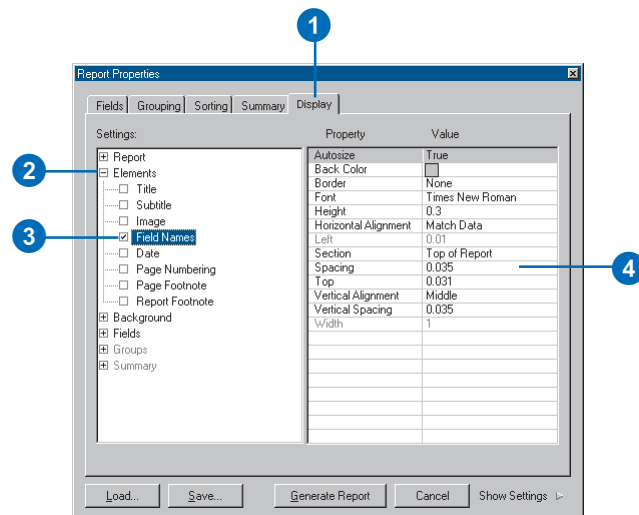 1
Report Properties
Fields Grouping Sorting Summary Display
Settings:
Property Value
2
3
4
Report
Elements
Title
Subtitle
Image
Field Names
Date
Page Numbering
Page Footnote
Report Footnote
Background
Fields
Groups
Summary
Autosize True
Back Color
Border None
Font Times New Roman
Height 0.3
Horizontal Alignment Match Data
Left 0.01
Section Top of Report
Spacing 0.035
Top 0.031
Vertical Alignment Middle
Vertical Spacing 0.035
Width 1
Load... Save... Generate Report Cancel Show Settings